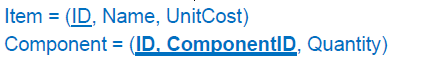 Item = (ID, Name, UnitCost)
Component = (ID, ComponentID, Quantity)